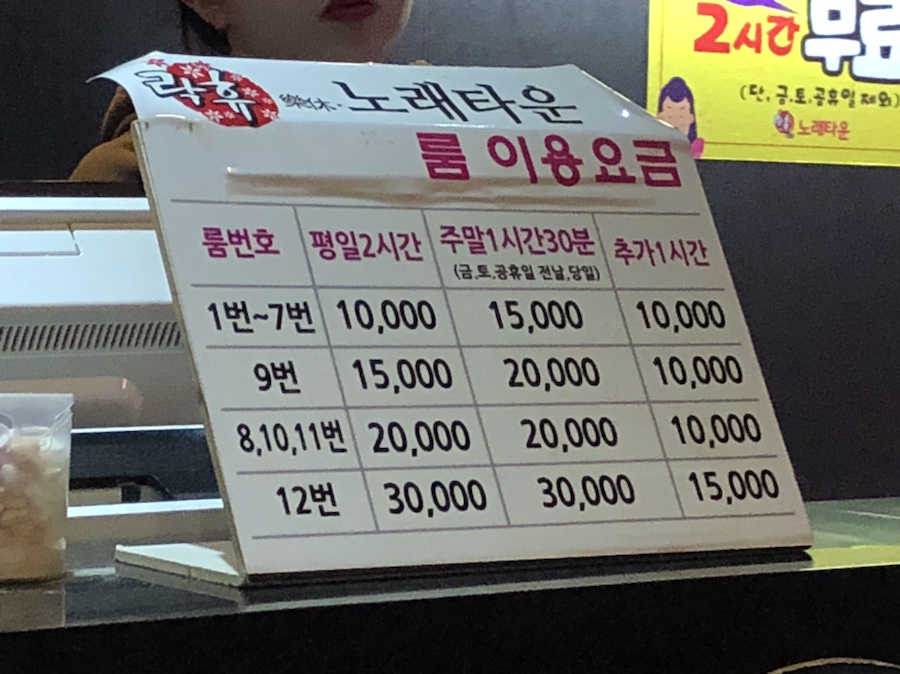 락휴 樂休· 노래타운
룸 이용요금
룸번호 평일2시간 주말1시간30분 추가1시간
(금,토,공휴일 전날,당일)
1번~7번 10,000 15,000 10,000
9번 15,000 20,000 10,000
8,10,11번 20,000 20,000 10,000
12번 30,000 30,000 15,000
2시간 무료
(단, 금,토,공휴일 제외)
노래타운